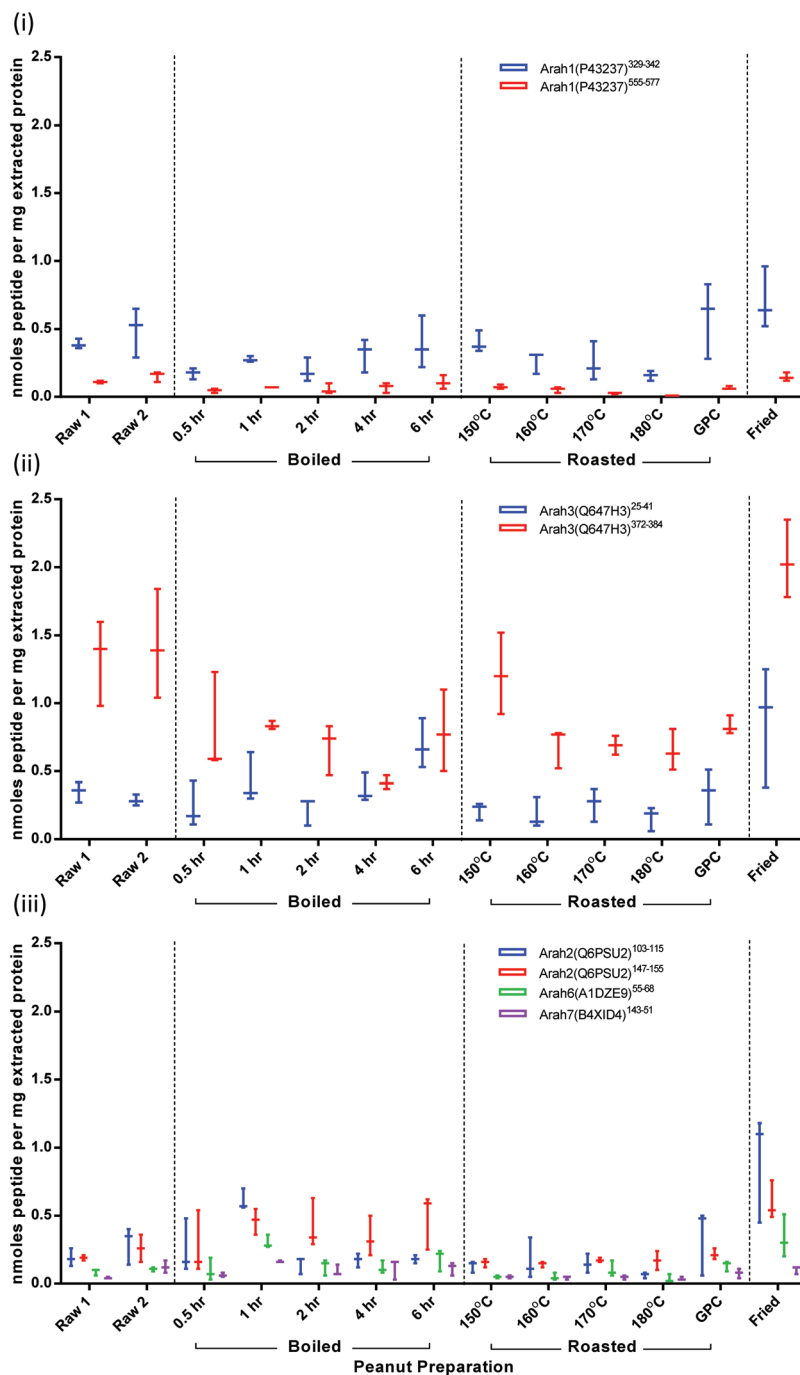 (i)
nmoles peptide per mg extracted protein
2.5
2.0
1.5
1.0
0.5
0.0
Arah1(P43237)329-342
Arah1(P43237)555-577
Raw 1
Raw 2
0.5 hr
1 hr
2 hr
4 hr
6 hr
150°C
160°C
170°C
180°C
GPC
Fried
Boiled
Roasted
(ii)
nmoles peptide per mg extracted protein
2.5
2.0
1.5
1.0
0.5
0.0
Arah3(Q647H3)25-41
Arah3(Q647H3)372-384
Raw 1
Raw 2
0.5 hr
1 hr
2 hr
4 hr
6 hr
150°C
160°C
170°C
180°C
GPC
Fried
Boiled
Roasted
(iii)
nmoles peptide per mg extracted protein
2.5
2.0
1.5
1.0
0.5
0.0
Arah2(Q6PSU2)103-115
Arah2(Q6PSU2)147-155
Arah6(A1DZE9)55-68
Arah7(B4XID4)143-51
Raw 1
Raw 2
0.5 hr
1 hr
2 hr
4 hr
6 hr
150°C
160°C
170°C
180°C
GPC
Fried
Boiled
Roasted
Peanut Preparation